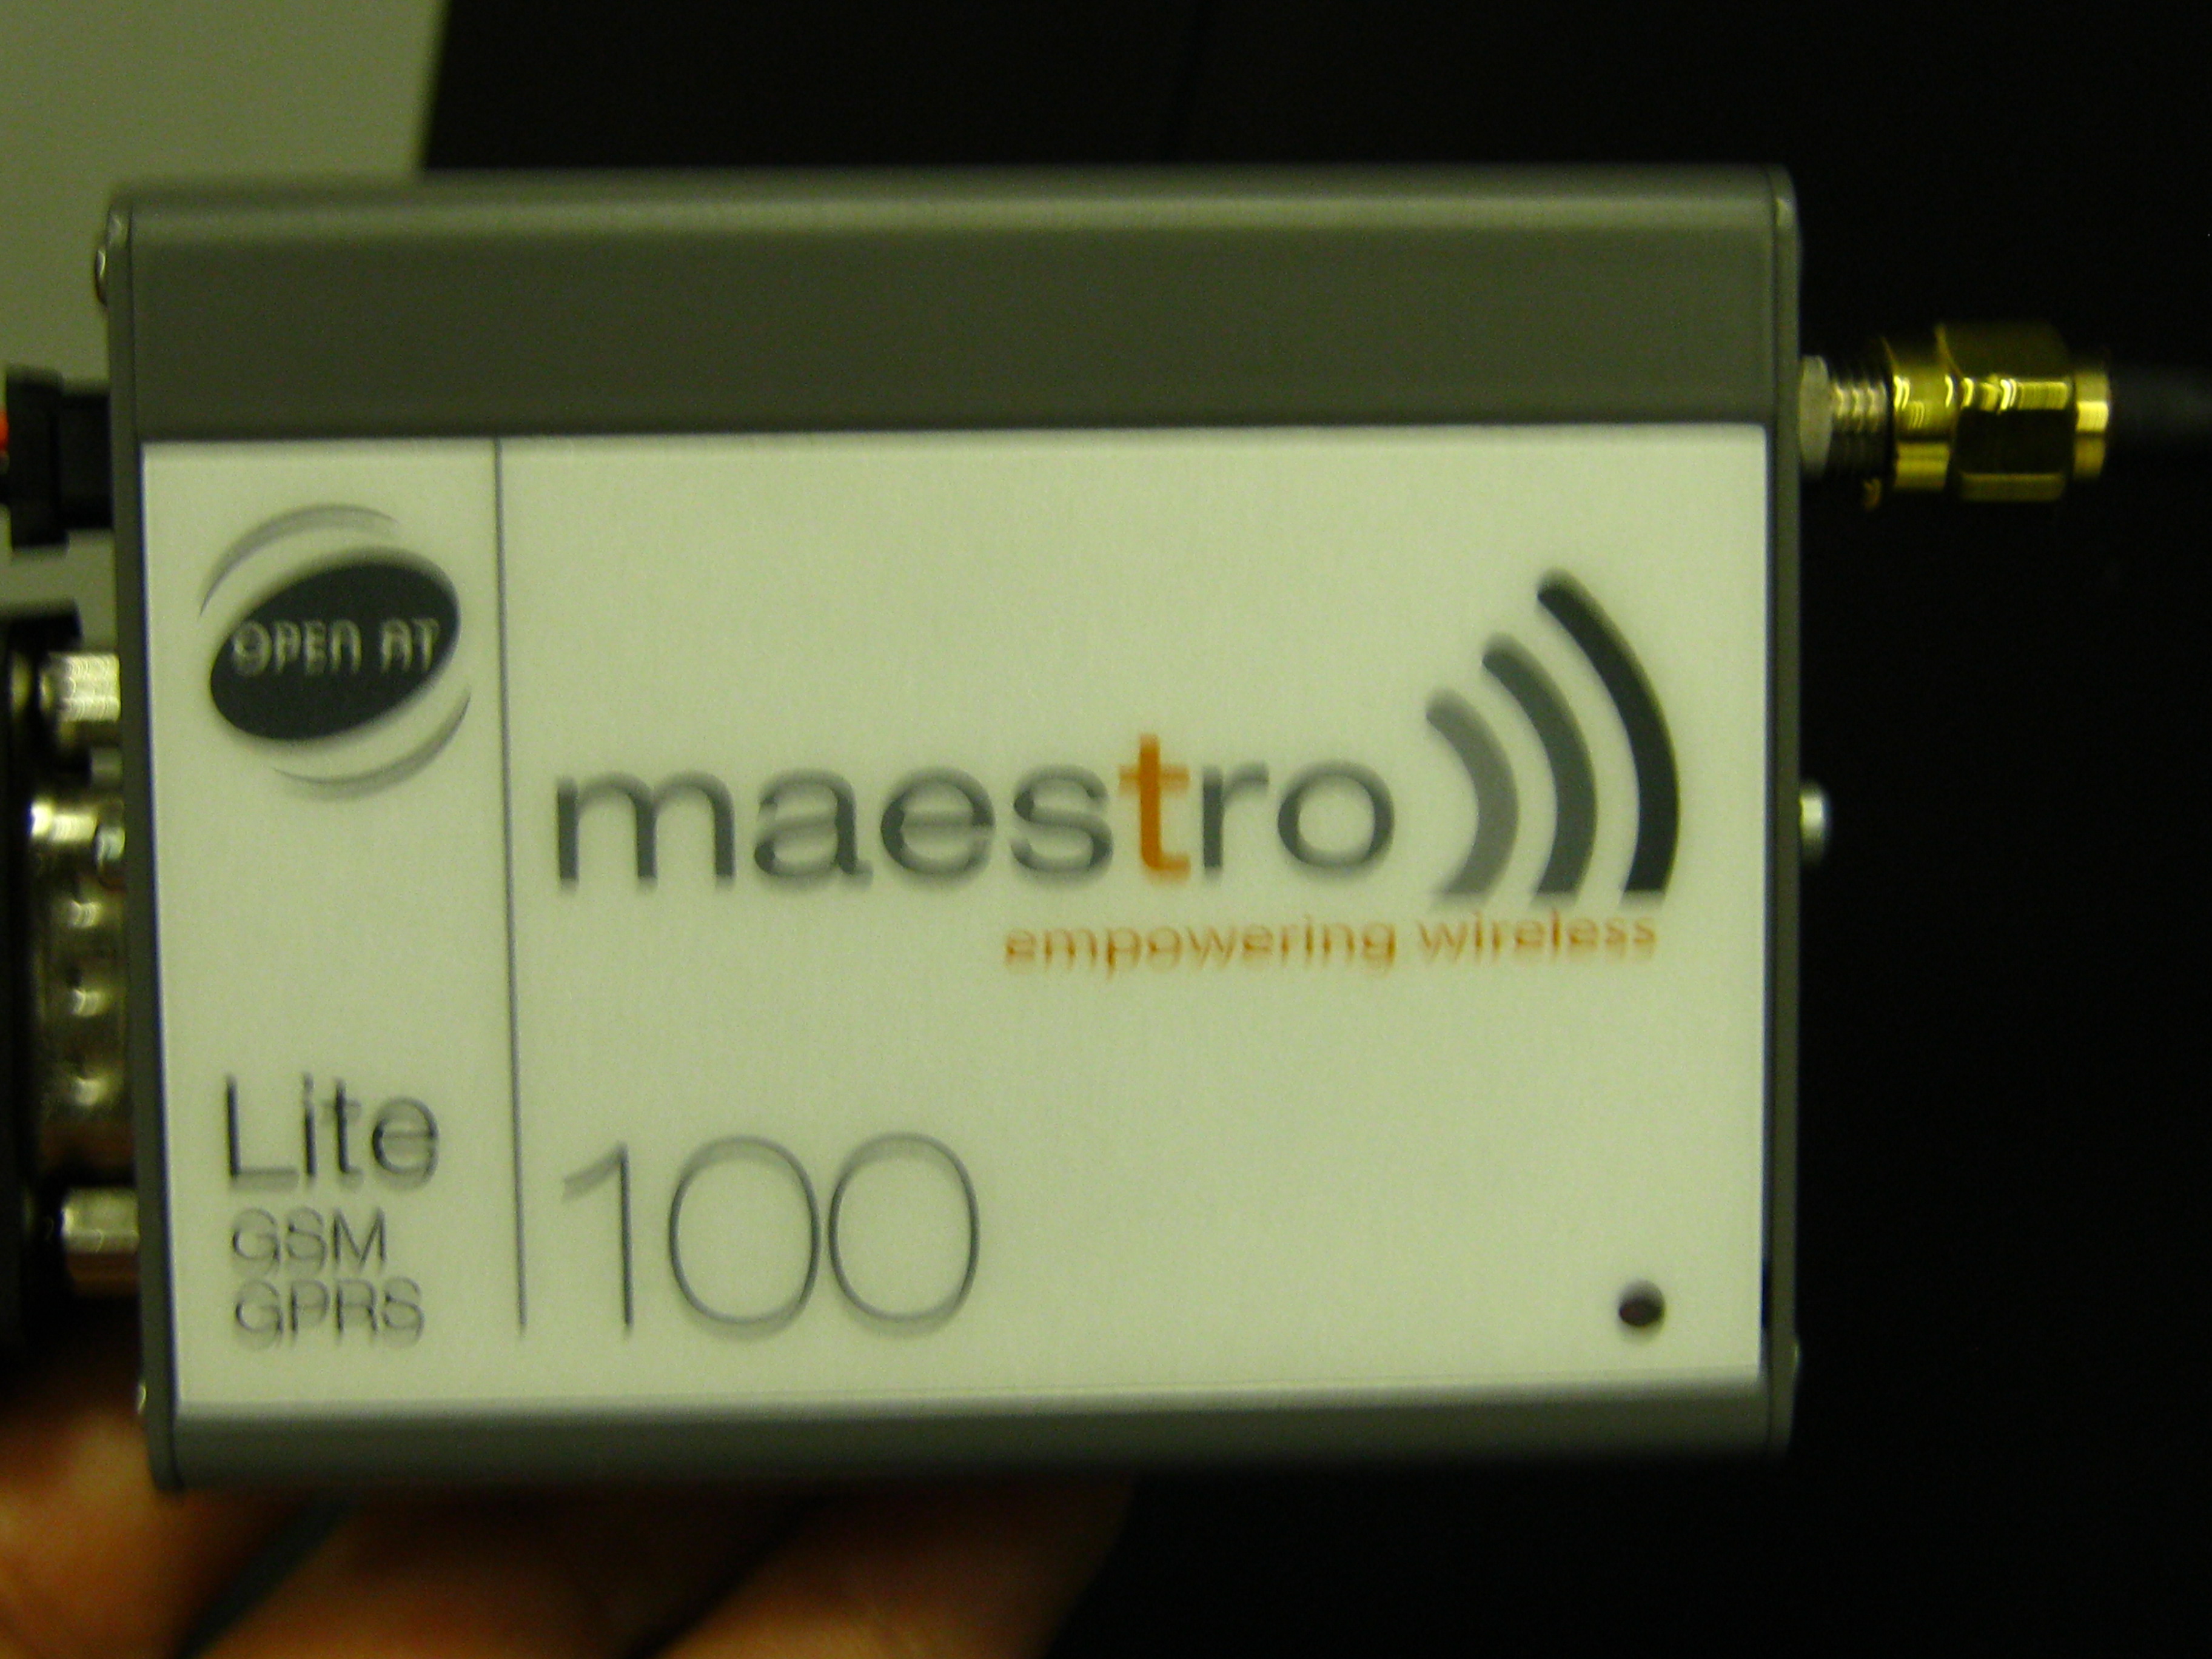 OPEN AT
maestro
empowering wireless
Lite
GSM
GPRS
100